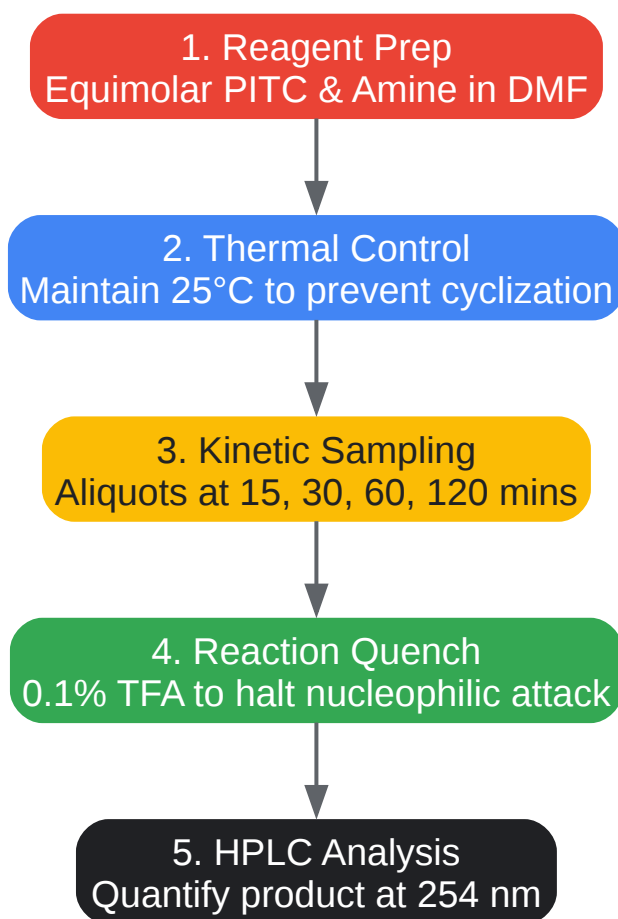 1. Reagent Prep
Equimolar PITC & Amine in DMF
2. Thermal Control
Maintain 25°C to prevent cyclization
3. Kinetic Sampling
Aliquots at 15, 30, 60, 120 mins
4. Reaction Quench
0.1% TFA to halt nucleophilic attack
5. HPLC Analysis
Quantify product at 254 nm